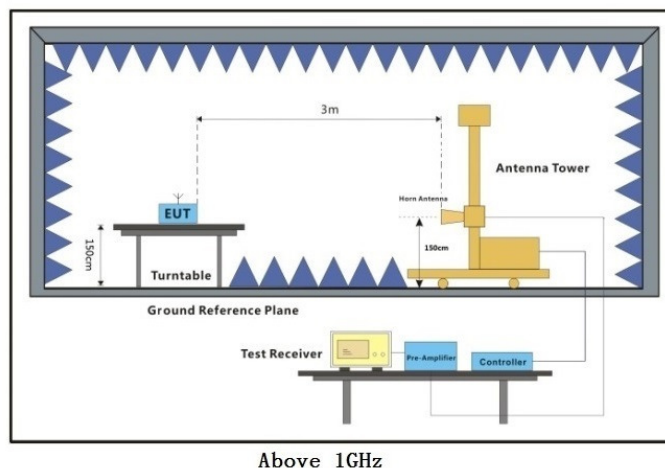 3m
Antenna Tower
Horn Antenna
EUT
150cm
150cm
Turntable
Ground Reference Plane
Test Receiver
Pre-Amplifier
Controller
Above 1GHz